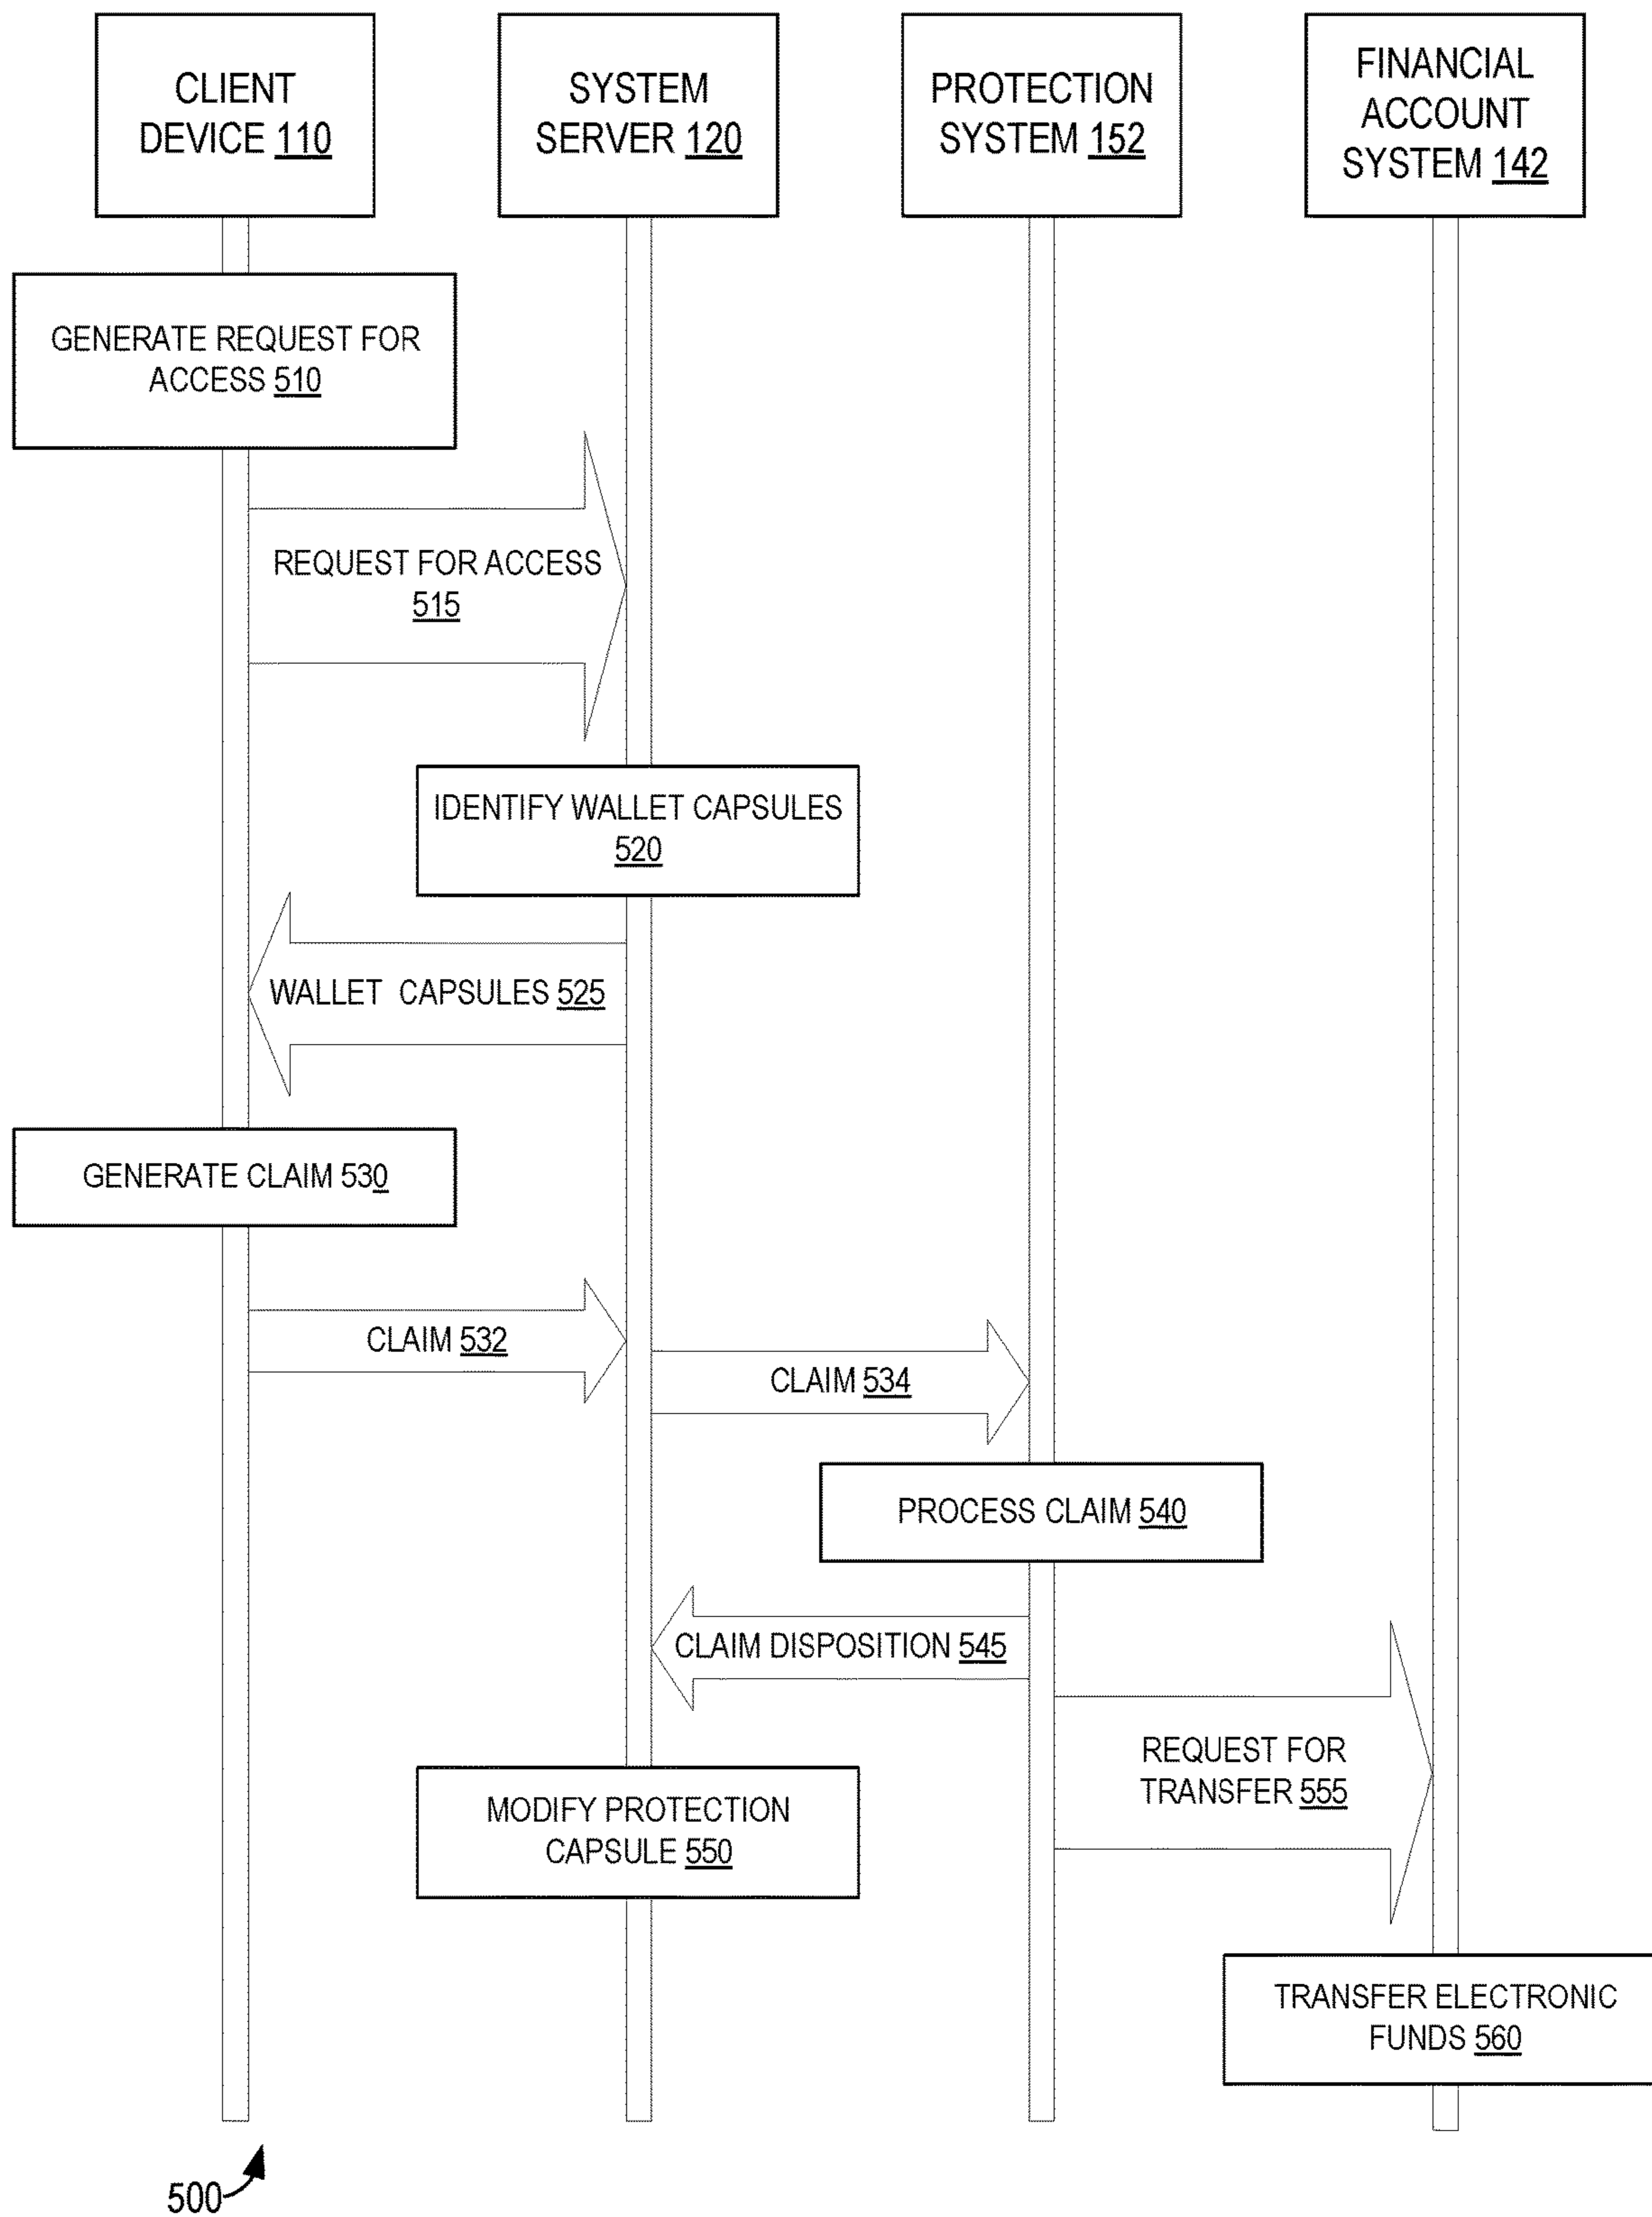 CLIENT
DEVICE 110
SYSTEM
SERVER 120
PROTECTION
SYSTEM 152
FINANCIAL
ACCOUNT
SYSTEM 142
GENERATE REQUEST FOR
ACCESS 510
REQUEST FOR ACCESS
515
IDENTIFY WALLET CAPSULES
520
WALLET CAPSULES 525
GENERATE CLAIM 530
CLAIM 532
CLAIM 534
PROCESS CLAIM 540
CLAIM DISPOSITION 545
REQUEST FOR
TRANSFER 555
MODIFY PROTECTION
CAPSULE 550
TRANSFER ELECTRONIC
FUNDS 560
500